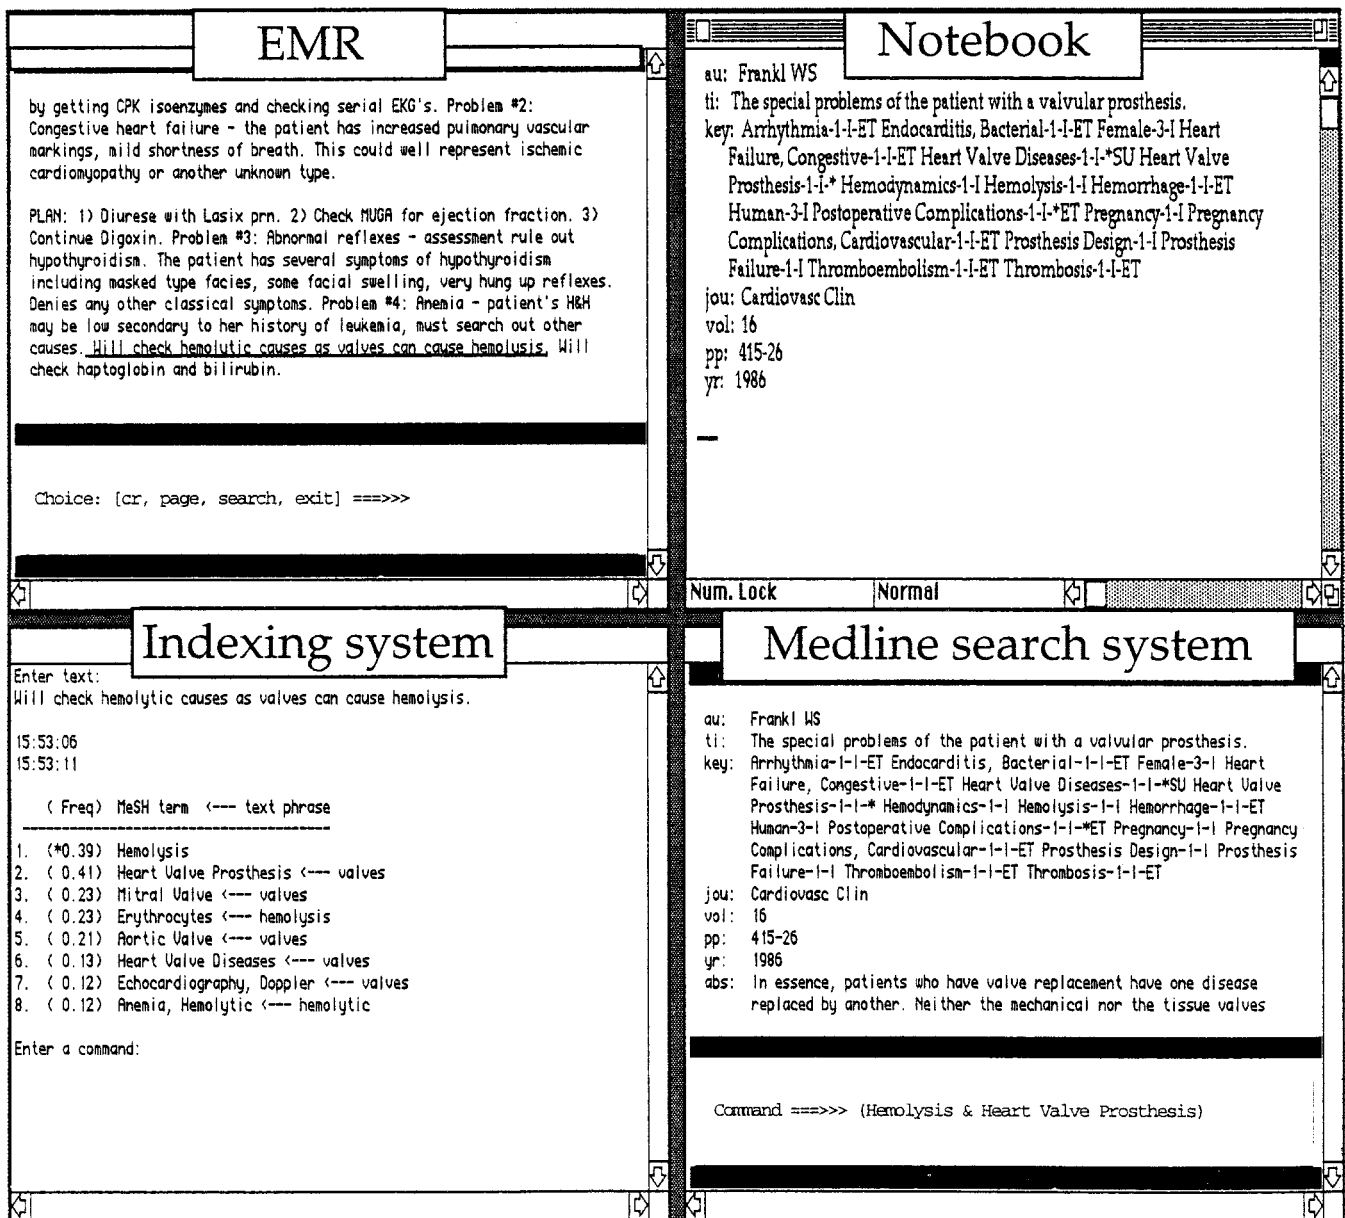 EMR
by getting CPK isoenzymes and checking serial EKG's. Problem #2:
Congestive heart failure - the patient has increased pulmonary vascular
markings, mild shortness of breath. This could well represent ischemic
cardiomyopathy or another unknown type.
PLAN: 1) Diurese with Lasix prn. 2) Check MUGA for ejection fraction. 3)
Continue Digoxin. Problem #3: Abnormal reflexes - assessment rule out
hypothyroidism. The patient has several symptoms of hypothyroidism
including masked type facies, some facial swelling, very hung up reflexes.
Denies any other classical symptoms. Problem #4: Anemia - patient's H&H
may be low secondary to her history of leukemia, must search out other
causes. Will check hemolytic causes as valves can cause hemolysis. Will
check haptoglobin and bilirubin.
Choice: [cr, page, search, exit] ===>>>
Notebook
au: Frankl WS
ti: The special problems of the patient with a valvular prosthesis.
key: Arrhythmia-1-I-ET Endocarditis, Bacterial-1-I-ET Female-3-I Heart
Failure, Congestive-1-I-ET Heart Valve Diseases-1-I-*SU Heart Valve
Prosthesis-1-I-* Hemodynamics-1-I Hemolysis-1-I Hemorrhage-1-I-ET
Human-3-I Postoperative Complications-1-I-*ET Pregnancy-1-I Pregnancy
Complications, Cardiovascular-1-I-ET Prosthesis Design-1-I Prosthesis
Failure-1-I Thromboembolism-1-I-ET Thrombosis-1-I-ET
jou: Cardiovasc Clin
vol: 16
pp: 415-26
yr: 1986
Num. Lock Normal
Indexing system
Enter text:
Will check hemolytic causes as valves can cause hemolysis.
15:53:06
15:53:11
( Freq) MeSH term <--- text phrase
1. (*0.39) Hemolysis
2. ( 0.41) Heart Valve Prosthesis <--- valves
3. ( 0.23) Mitral Valve <--- valves
4. ( 0.23) Erythrocytes <--- hemolysis
5. ( 0.21) Aortic Valve <--- valves
6. ( 0.13) Heart Valve Diseases <--- valves
7. ( 0.12) Echocardiography, Doppler <--- valves
8. ( 0.12) Anemia, Hemolytic <--- hemolytic
Enter a command:
Medline search system
au: Frankl WS
ti: The special problems of the patient with a valvular prosthesis.
key: Arrhythmia-1-I-ET Endocarditis, Bacterial-1-I-ET Female-3-I Heart
Failure, Congestive-1-I-ET Heart Valve Diseases-1-I-*SU Heart Valve
Prosthesis-1-I-* Hemodynamics-1-I Hemolysis-1-I Hemorrhage-1-I-ET
Human-3-I Postoperative Complications-1-I-*ET Pregnancy-1-I Pregnancy
Complications, Cardiovascular-1-I-ET Prosthesis Design-1-I Prosthesis
Failure-1-I Thromboembolism-1-I-ET Thrombosis-1-I-ET
jou: Cardiovasc Clin
vol: 16
pp: 415-26
yr: 1986
abs: In essence, patients who have valve replacement have one disease
replaced by another. Neither the mechanical nor the tissue valves
Command ===>>> (Hemolysis & Heart Valve Prosthesis)